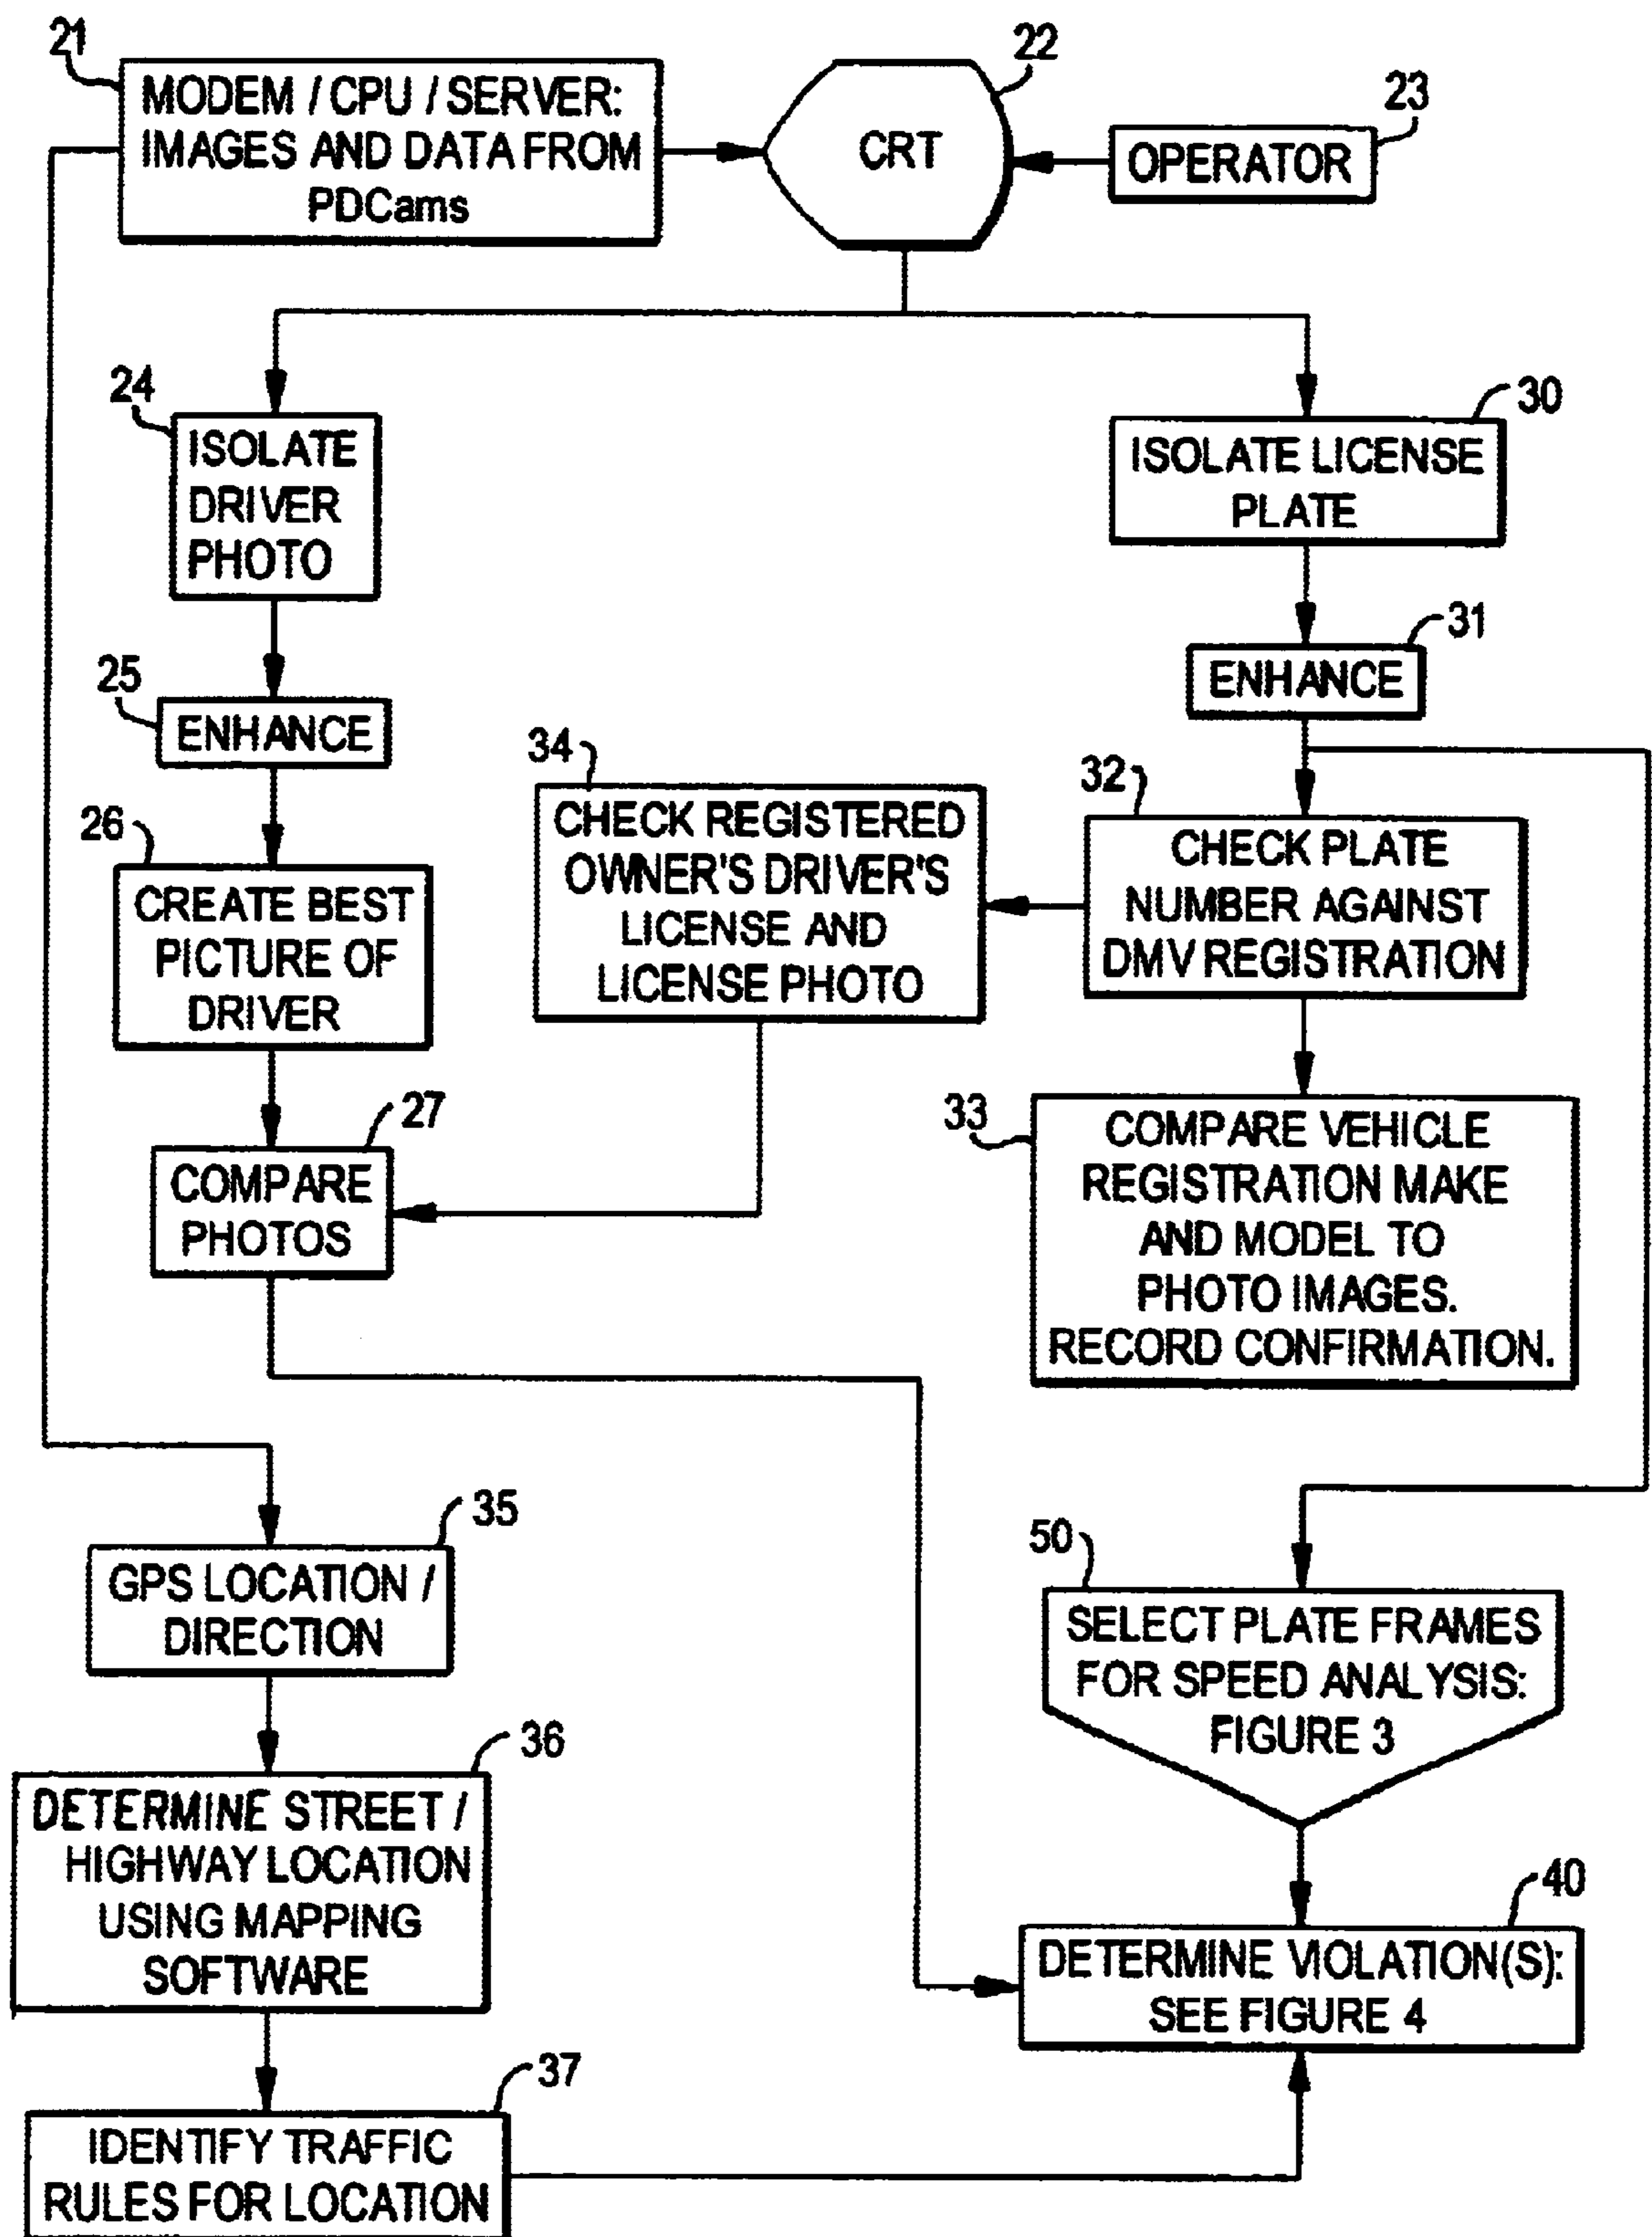 21
MODEM / CPU / SERVER:
IMAGES AND DATA FROM
PDCams
22
CRT
23
OPERATOR
24
ISOLATE
DRIVER
PHOTO
30
ISOLATE LICENSE
PLATE
25
ENHANCE
31
ENHANCE
26
CREATE BEST
PICTURE OF
DRIVER
34
CHECK REGISTERED
OWNER'S DRIVER'S
LICENSE AND
LICENSE PHOTO
32
CHECK PLATE
NUMBER AGAINST
DMV REGISTRATION
27
COMPARE
PHOTOS
33
COMPARE VEHICLE
REGISTRATION MAKE
AND MODEL TO
PHOTO IMAGES.
RECORD CONFIRMATION.
35
GPS LOCATION /
DIRECTION
50
SELECT PLATE FRAMES
FOR SPEED ANALYSIS:
FIGURE 3
36
DETERMINE STREET /
HIGHWAY LOCATION
USING MAPPING
SOFTWARE
40
DETERMINE VIOLATION(S):
SEE FIGURE 4
37
IDENTIFY TRAFFIC
RULES FOR LOCATION